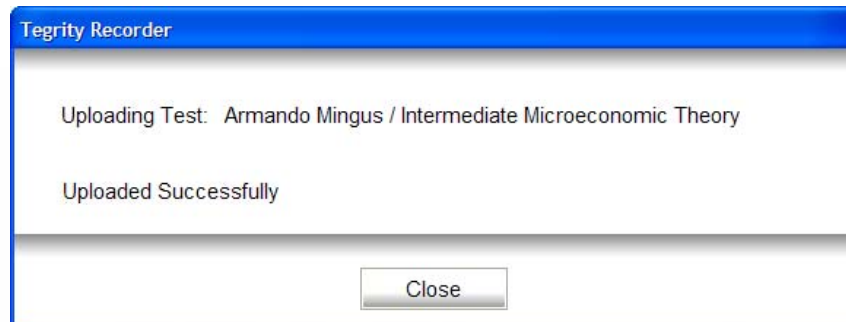 Tegrity Recorder
Uploading Test: Armando Mingus / Intermediate Microeconomic Theory
Uploaded Successfully
Close